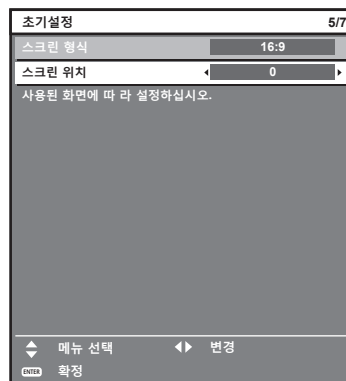 초기설정 5/7
스크린 형식 16:9
스크린 위치 0
사용된 화면에 따 라 설정하십시오.
메뉴 선택 변경
ENTER 확정